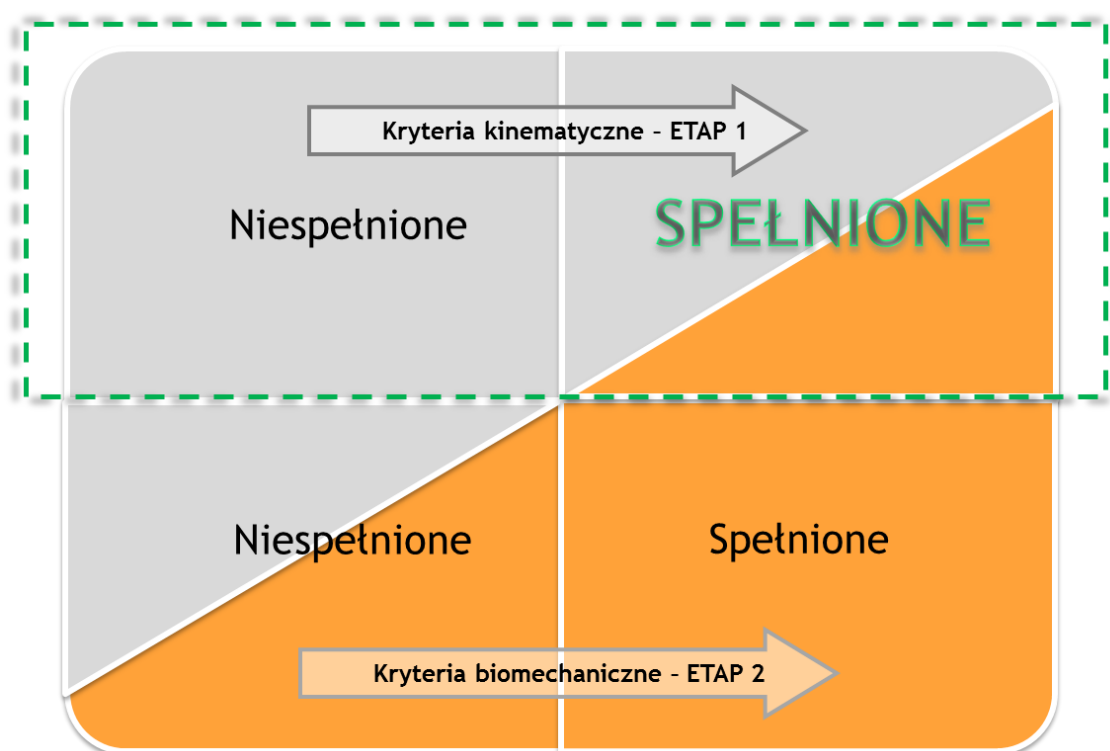 Kryteria kinematyczne – ETAP 1
Niespełnione
SPEŁNIONE
Niespełnione
Spełnione
Kryteria biomechaniczne – ETAP 2